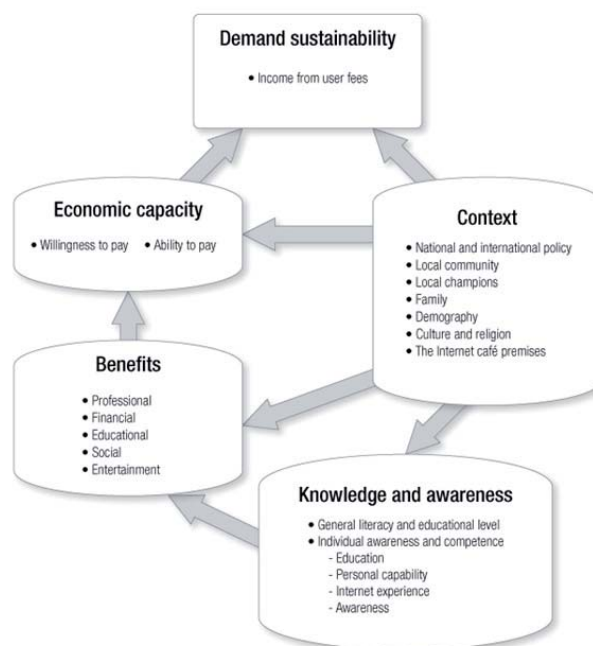 Demand sustainability
• Income from user fees
Economic capacity
• Willingness to pay • Ability to pay
Context
• National and international policy
• Local community
• Local champions
• Family
• Demography
• Culture and religion
• The Internet café premises
Benefits
• Professional
• Financial
• Educational
• Social
• Entertainment
Knowledge and awareness
• General literacy and educational level
• Individual awareness and competence
- Education
- Personal capability
- Internet experience
- Awareness